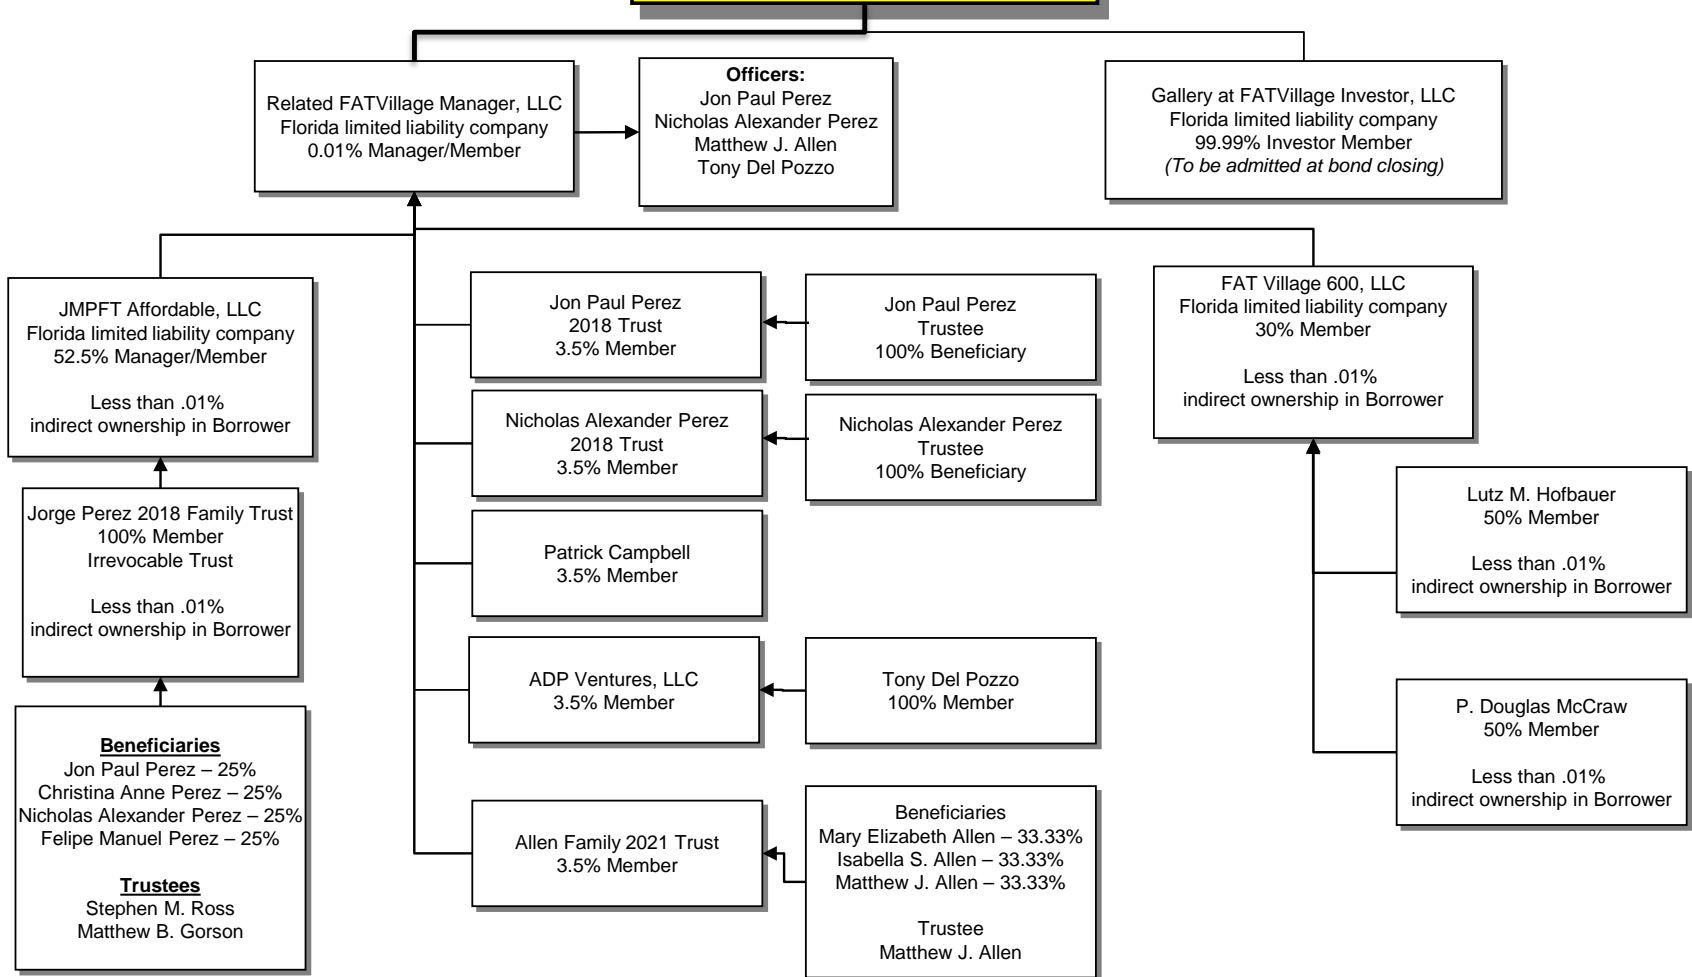 Related FATVillage Manager, LLC
Florida limited liability company
0.01% Manager/Member
Officers:
Jon Paul Perez
Nicholas Alexander Perez
Matthew J. Allen
Tony Del Pozzo
Gallery at FATVillage Investor, LLC
Florida limited liability company
99.99% Investor Member
(To be admitted at bond closing)
JMPFT Affordable, LLC
Florida limited liability company
52.5% Manager/Member
Less than .01%
indirect ownership in Borrower
Jorge Perez 2018 Family Trust
100% Member
Irrevocable Trust
Less than .01%
indirect ownership in Borrower
Beneficiaries
Jon Paul Perez – 25%
Christina Anne Perez – 25%
Nicholas Alexander Perez – 25%
Felipe Manuel Perez – 25%
Trustees
Stephen M. Ross
Matthew B. Gorson
Jon Paul Perez
2018 Trust
3.5% Member
Jon Paul Perez
Trustee
100% Beneficiary
Nicholas Alexander Perez
2018 Trust
3.5% Member
Nicholas Alexander Perez
Trustee
100% Beneficiary
Patrick Campbell
3.5% Member
ADP Ventures, LLC
3.5% Member
Tony Del Pozzo
100% Member
Allen Family 2021 Trust
3.5% Member
Beneficiaries
Mary Elizabeth Allen – 33.33%
Isabella S. Allen – 33.33%
Matthew J. Allen – 33.33%
Trustee
Matthew J. Allen
FAT Village 600, LLC
Florida limited liability company
30% Member
Less than .01%
indirect ownership in Borrower
Lutz M. Hofbauer
50% Member
Less than .01%
indirect ownership in Borrower
P. Douglas McCraw
50% Member
Less than .01%
indirect ownership in Borrower